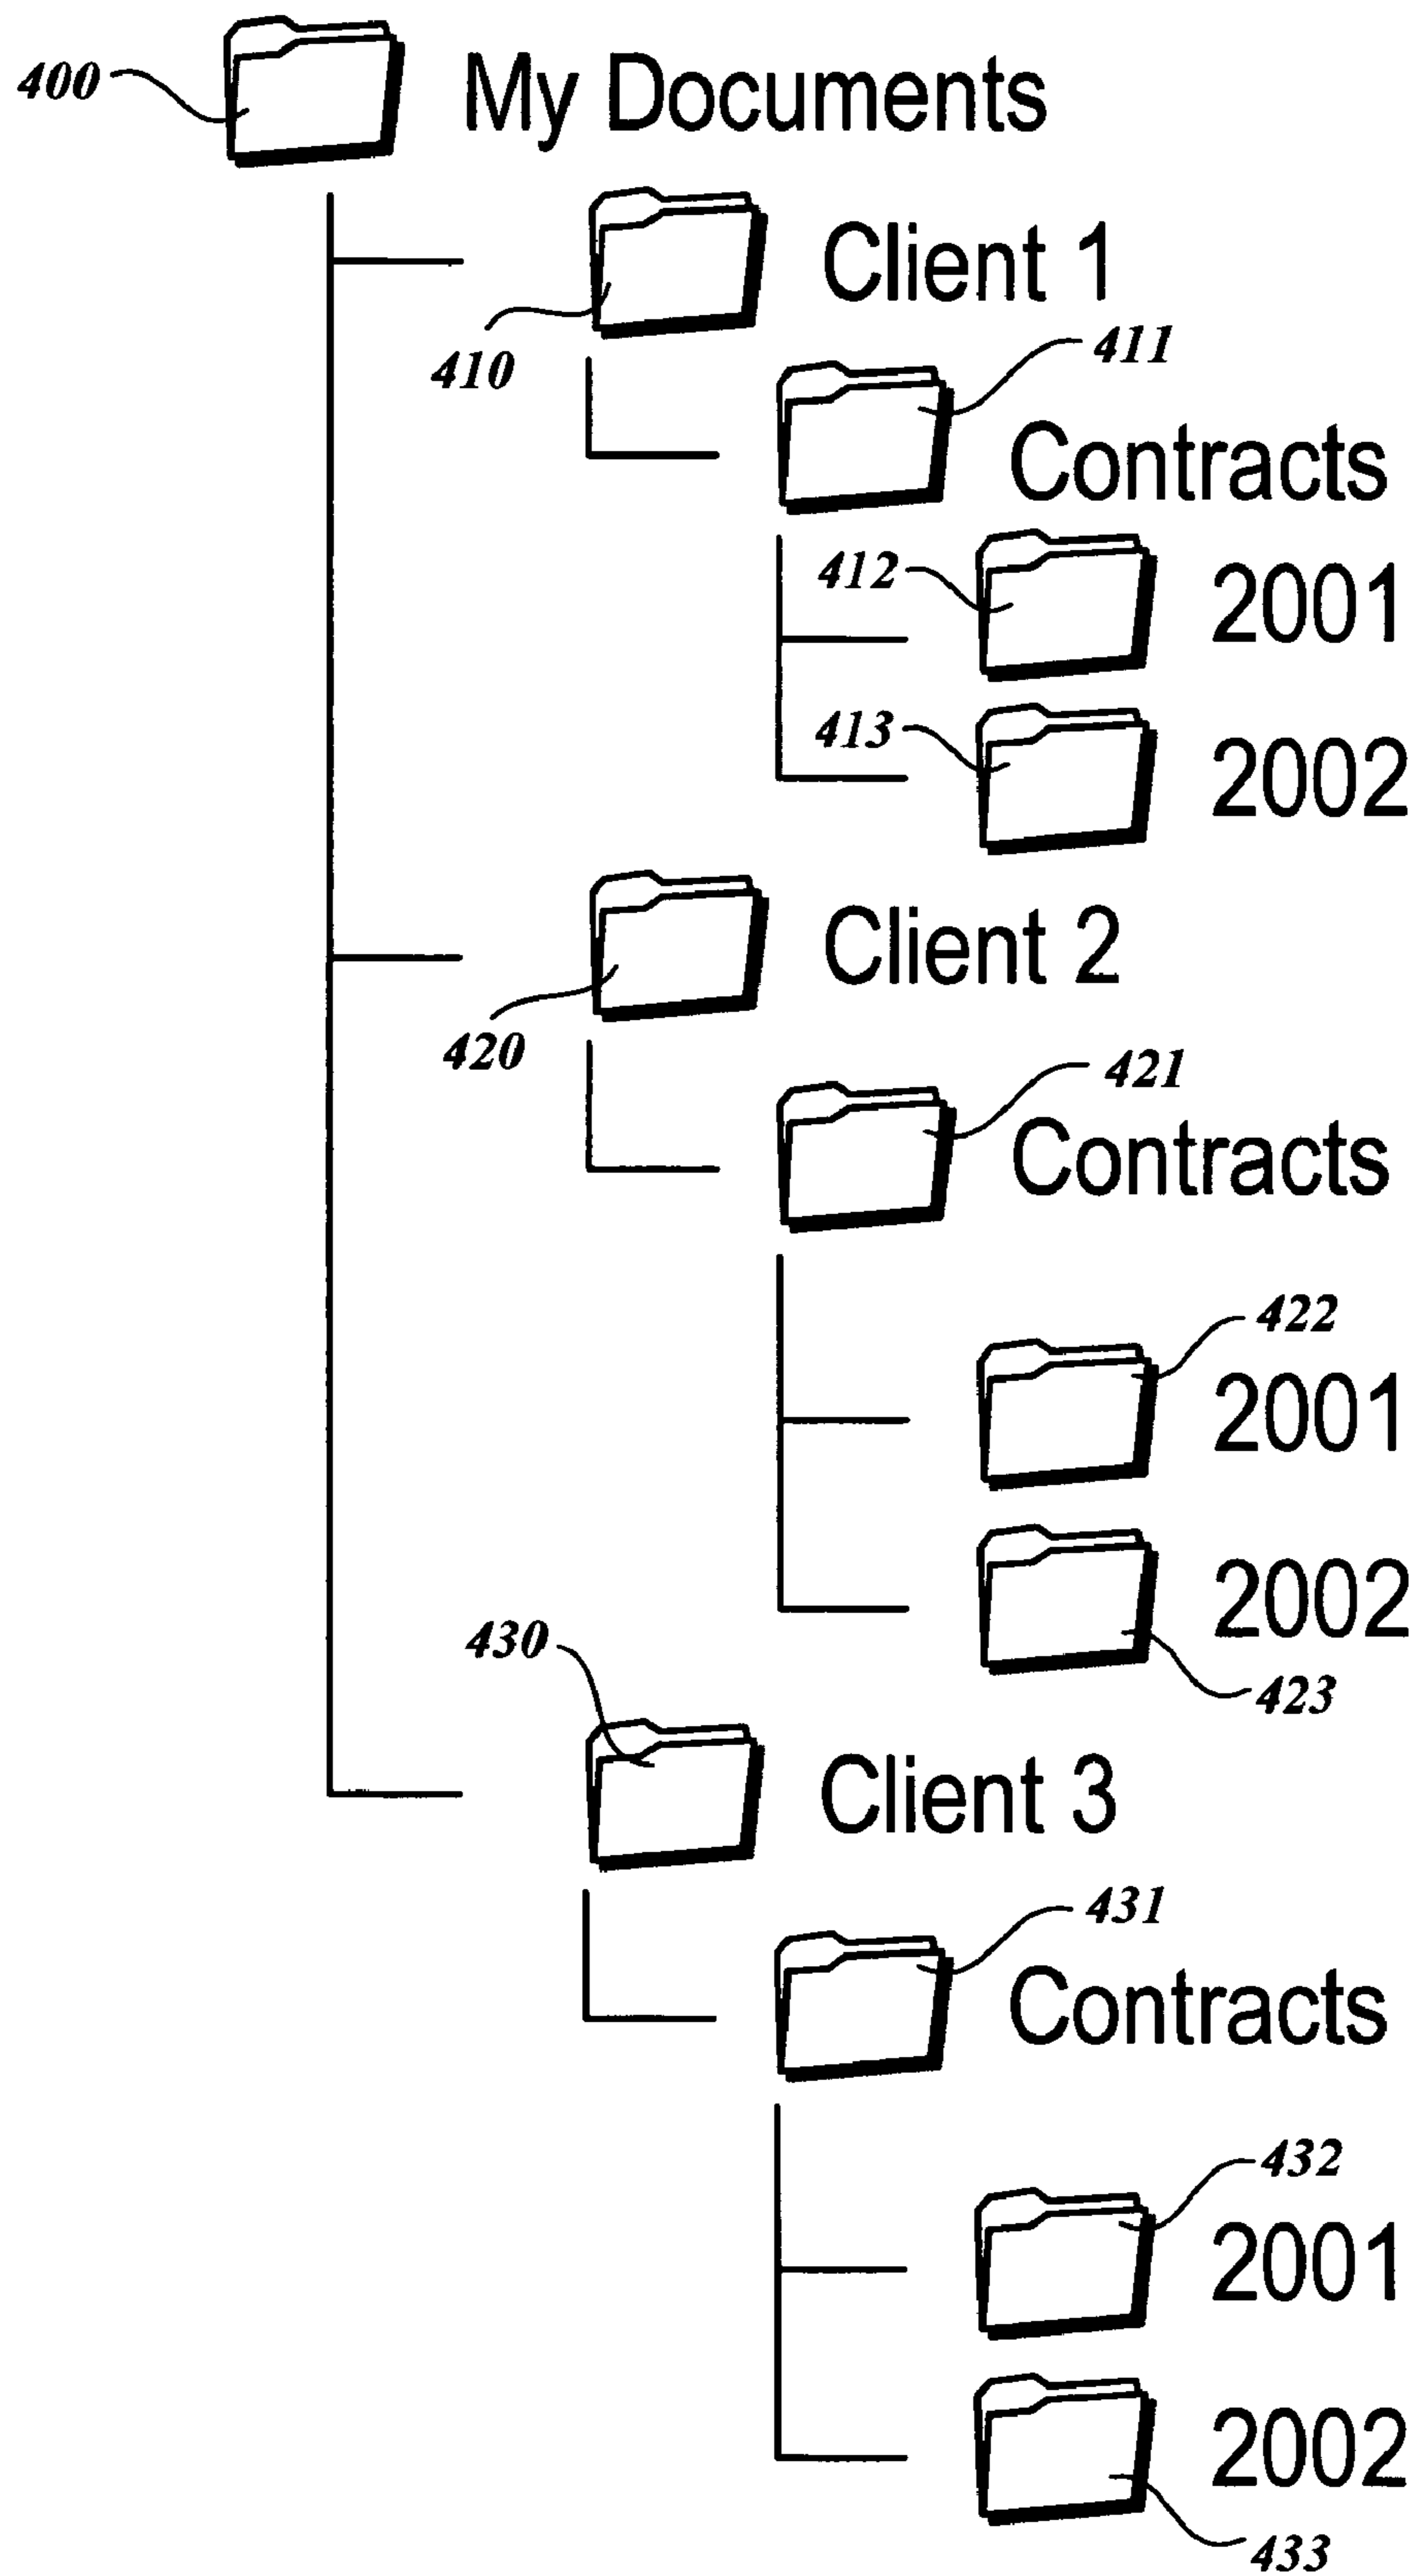 400 My Documents
Client 1
410
411
Contracts
412 2001
413 2002
Client 2
420
421
Contracts
422
2001
2002
423
430
Client 3
431
Contracts
432
2001
2002
433